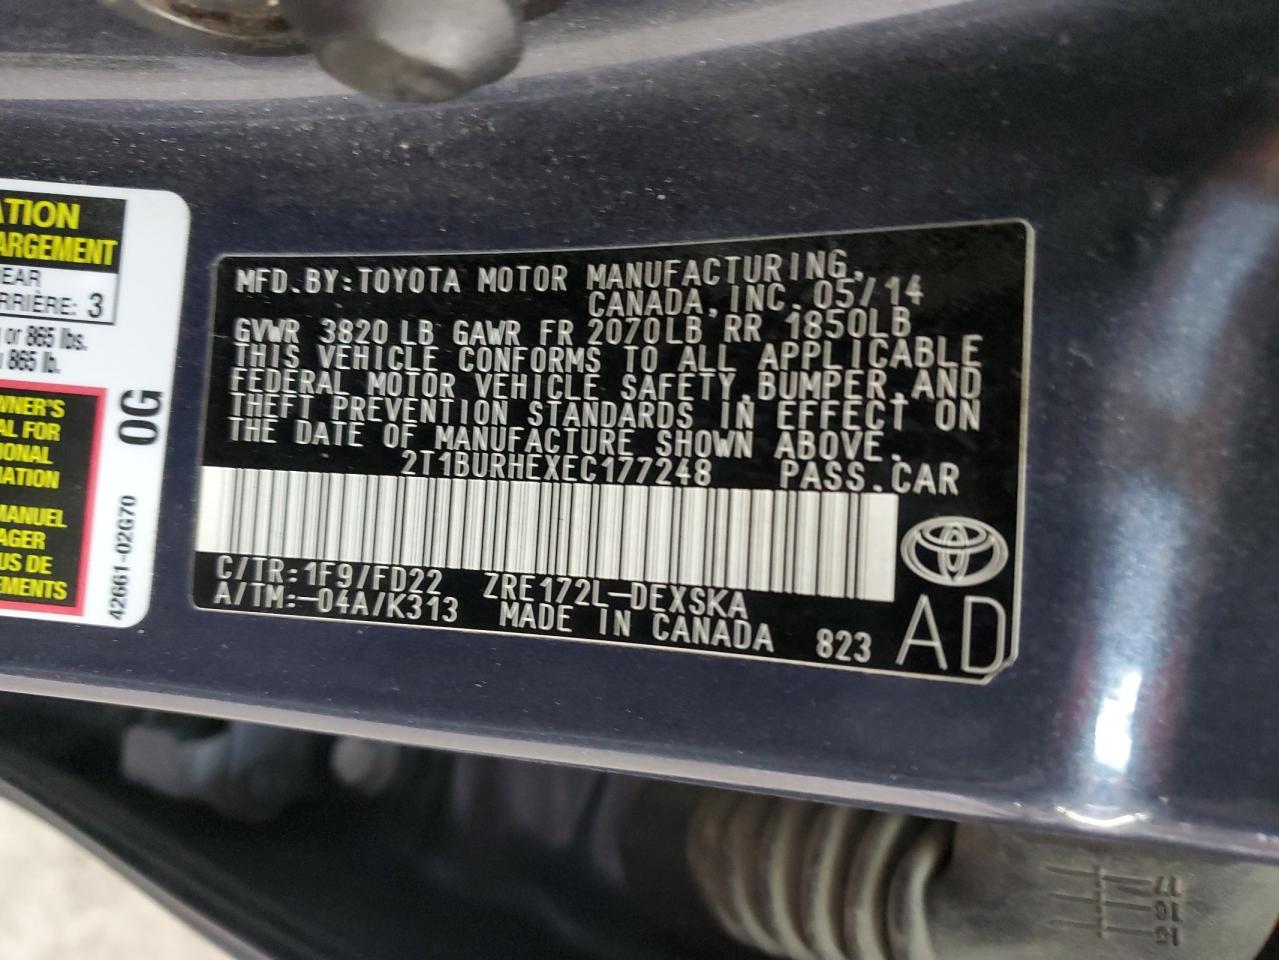 ATION
ARGEMENT
REAR
RRIÈRE: 3
or 865 lbs.
865 lb.
WNER'S
AL FOR
IONAL
MATION
MANUEL
AGER
US DE
EMENTS
0G
42661-02G70
MFD.BY:TOYOTA MOTOR MANUFACTURING,
CANADA, INC. 05/14
GVWR 3820 LB GAWR FR 2070LB RR 1850LB
THIS VEHICLE CONFORMS TO ALL APPLICABLE
FEDERAL MOTOR VEHICLE SAFETY,BUMPER,AND
THEFT PREVENTION STANDARDS IN EFFECT ON
THE DATE OF MANUFACTURE SHOWN ABOVE.
2T1BURHEXEC177248 PASS.CAR
C/TR:1F9/FD22 ZRE172L-DEXSKA
A/TM:-04A/K313 MADE IN CANADA 823 AD
17
16